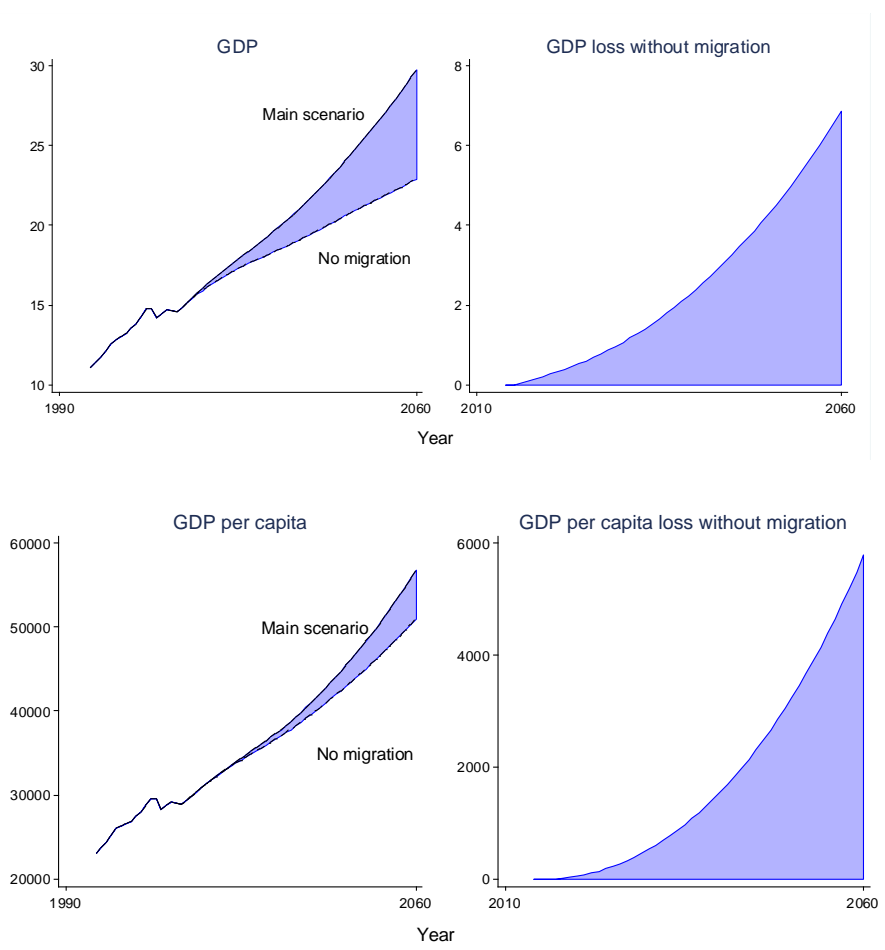 GDP
GDP loss without migration
30
25
20
15
10
Main scenario
No migration
1990
2060
8
6
4
2
0
2010
2060
Year
GDP per capita
GDP per capita loss without migration
60000
50000
40000
30000
20000
Main scenario
No migration
1990
2060
6000
4000
2000
0
2010
2060
Year